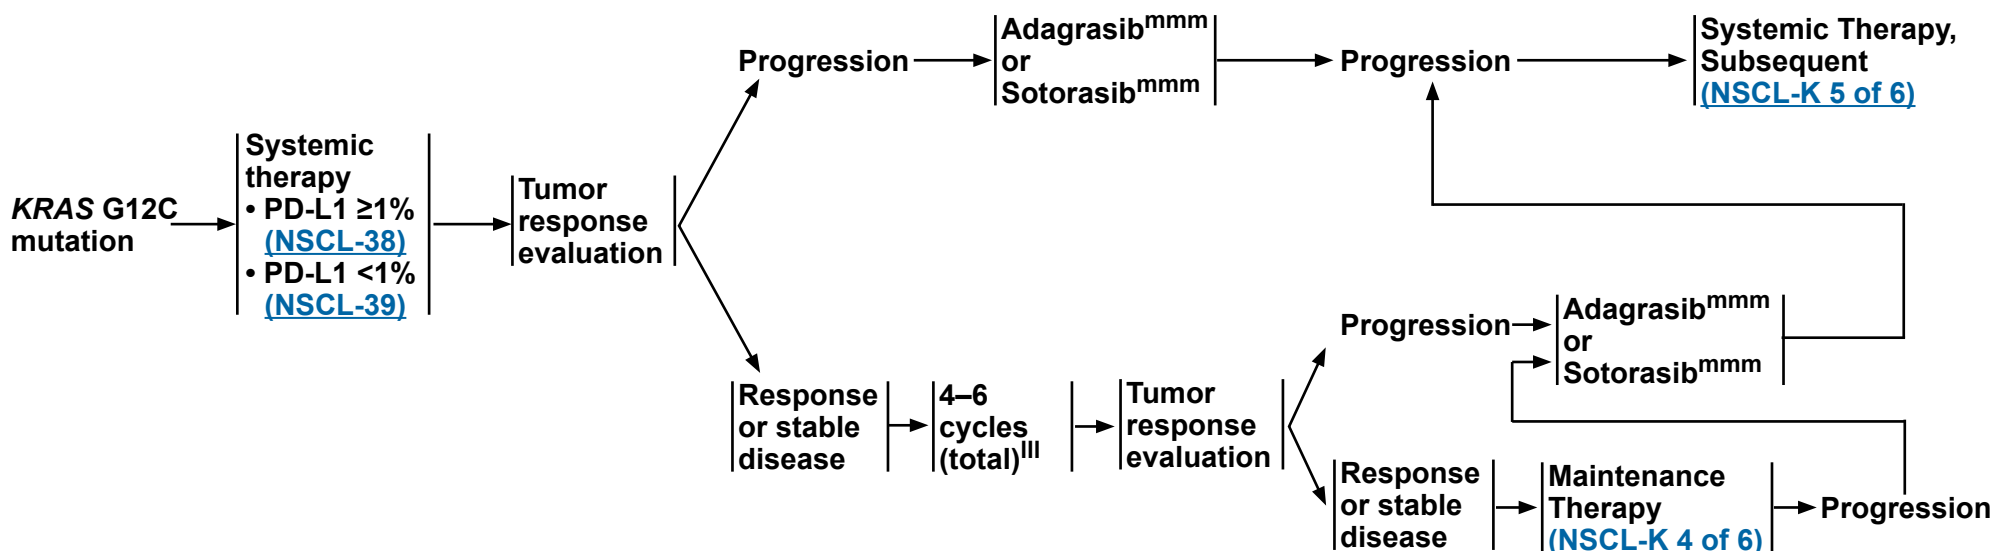 KRAS G12C
mutation
Systemic
therapy
• PD-L1 ≥1%
(NSCL-38)
• PD-L1 <1%
(NSCL-39)
Tumor
response
evaluation
Progression
Adagrasibmmm
or
Sotorasibmmm
Progression
Systemic Therapy,
Subsequent
(NSCL-K 5 of 6)
Response
or stable
disease
4–6
cycles
(total)lll
Tumor
response
evaluation
Progression
Adagrasibmmm
or
Sotorasibmmm
Response
or stable
disease
Maintenance
Therapy
(NSCL-K 4 of 6)
Progression